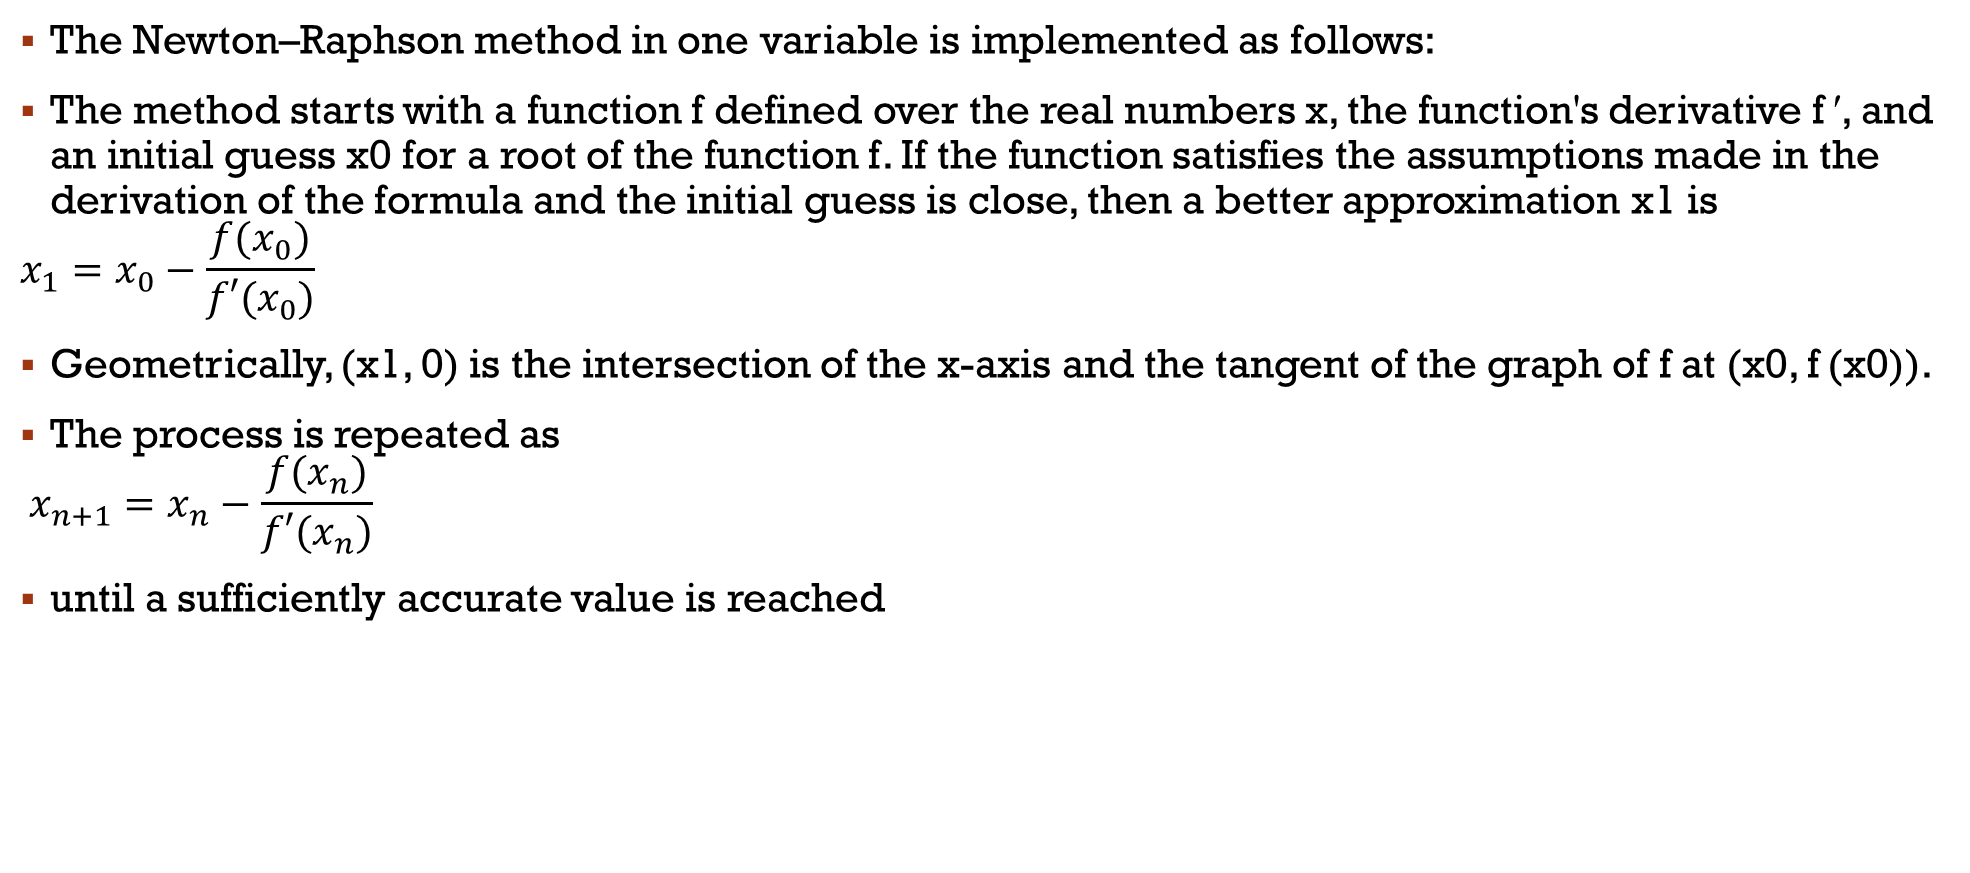 ▪ The Newton–Raphson method in one variable is implemented as follows:
▪ The method starts with a function f defined over the real numbers x, the function's derivative f ′, and
an initial guess x0 for a root of the function f. If the function satisfies the assumptions made in the
derivation of the formula and the initial guess is close, then a better approximation x1 is
x₁ = x₀ − f(x₀)/f′(x₀)
▪ Geometrically, (x1, 0) is the intersection of the x-axis and the tangent of the graph of f at (x0, f (x0)).
▪ The process is repeated as
xₙ₊₁ = xₙ − f(xₙ)/f′(xₙ)
▪ until a sufficiently accurate value is reached